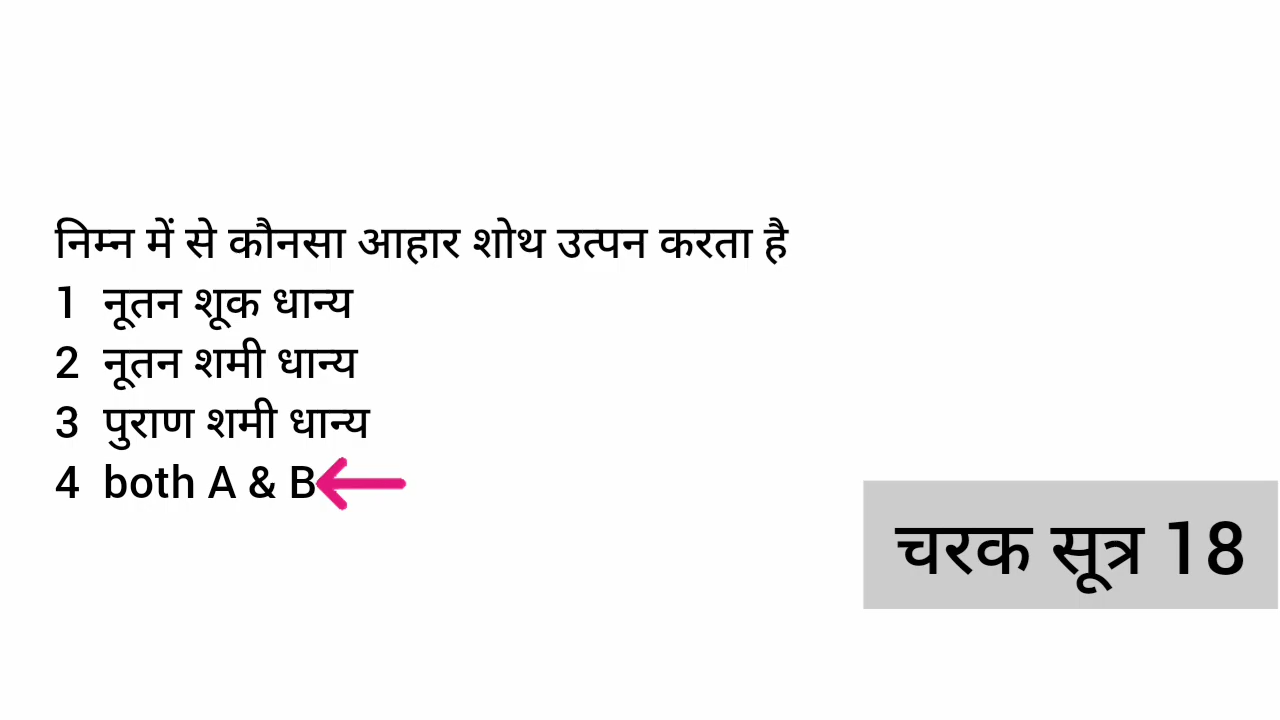 निम्न में से कौनसा आहार शोथ उत्पन करता है
1 नूतन शूक धान्य
2 नूतन शमी धान्य
3 पुराण शमी धान्य
4 both A & B
चरक सूत्र 18